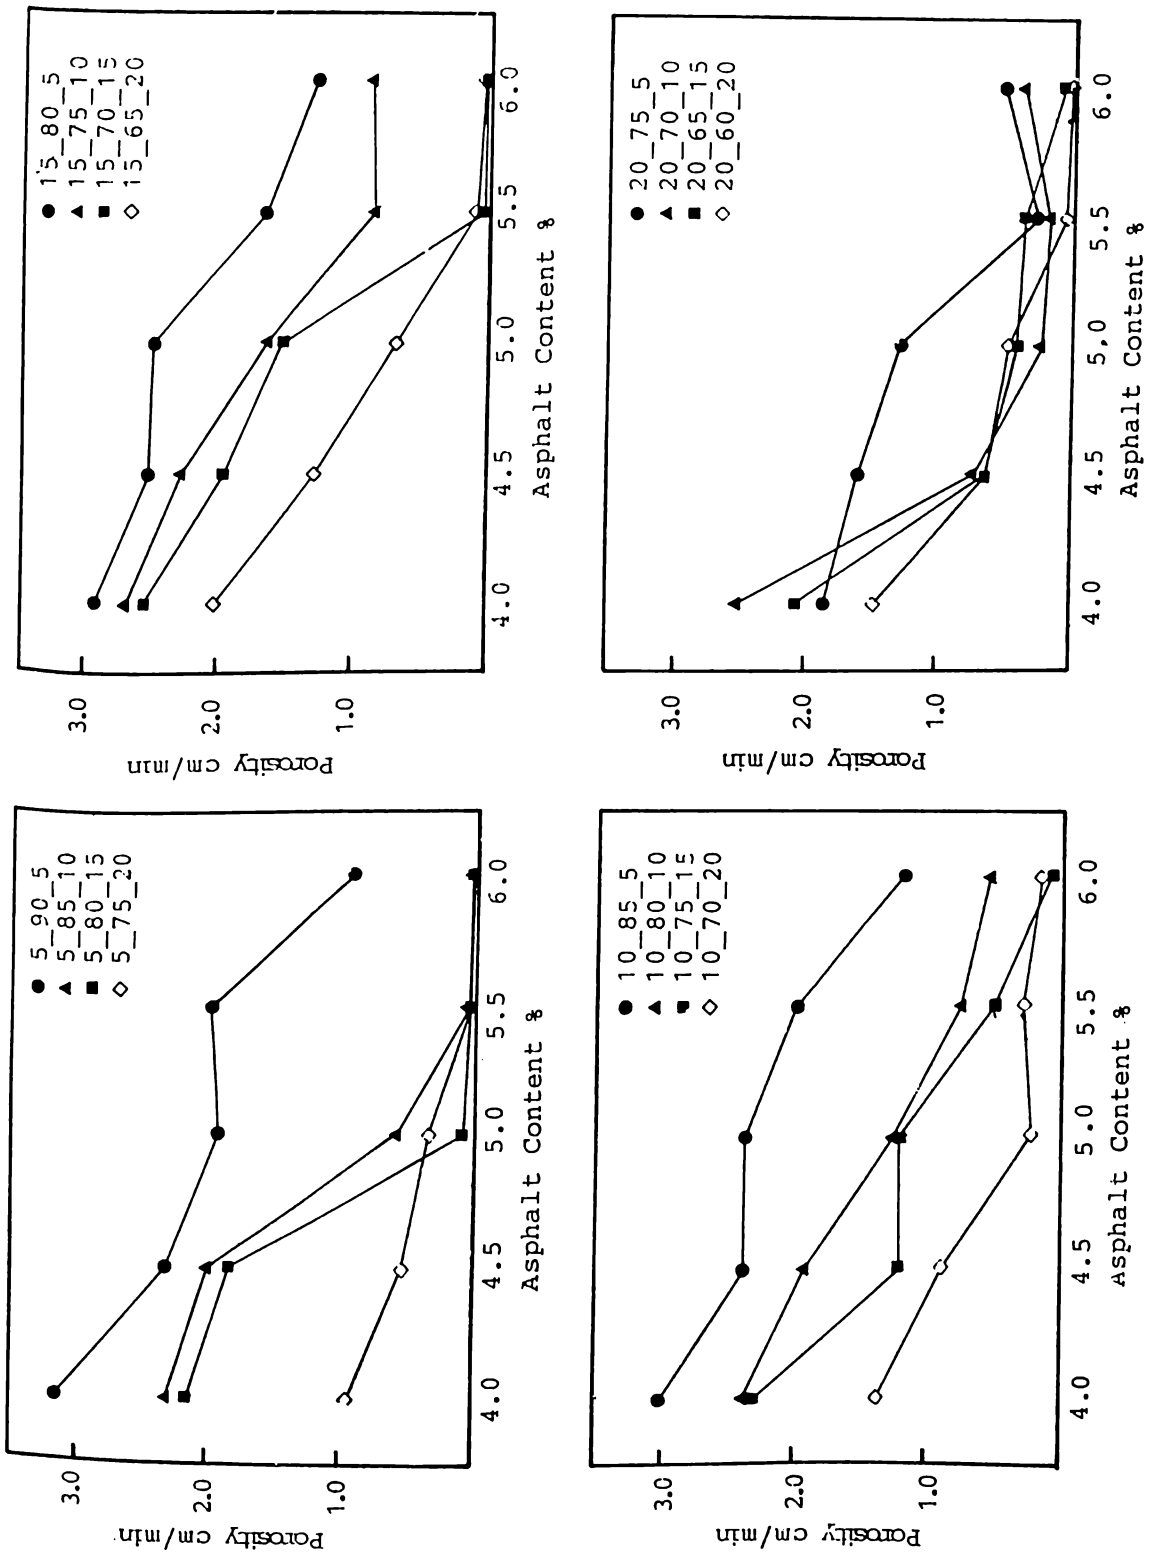 Porosity cm/min
3.0
2.0
1.0
5_90_5
5_85_10
5_80_15
5_75_20
4.0 4.5 5.0 5.5 6.0
Asphalt Content %
Porosity cm/min
3.0
2.0
1.0
15_80_5
15_75_10
15_70_15
15_65_20
4.0 4.5 5.0 5.5 6.0
Asphalt Content %
Porosity cm/min
3.0
2.0
1.0
10_85_5
10_80_10
10_75_15
10_70_20
4.0 4.5 5.0 5.5 6.0
Asphalt Content %
Porosity cm/min
3.0
2.0
1.0
20_75_5
20_70_10
20_65_15
20_60_20
4.0 4.5 5,0 5.5 6.0
Asphalt Content %